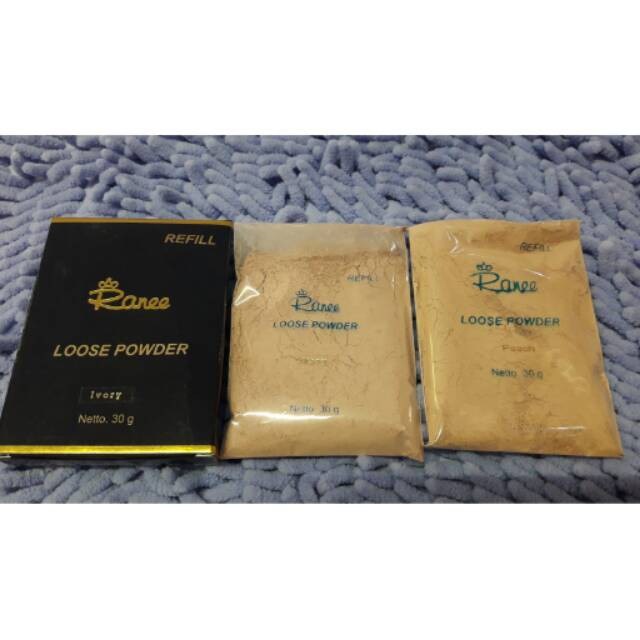 REFILL
Ranee
LOOSE POWDER
Ivory
Netto. 30 g
REFILL
Ranee
LOOSE POWDER
Netto. 30 g
REFILL
Ranee
LOOSE POWDER
Peach
Netto. 30 g